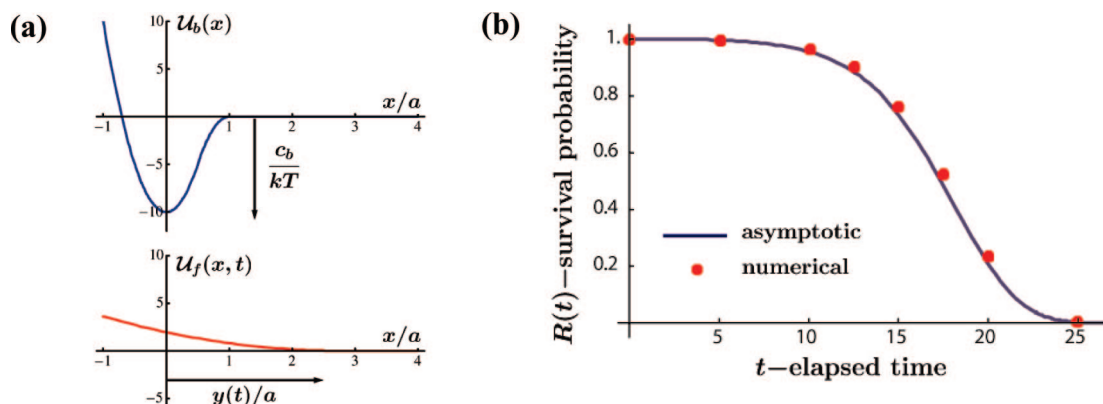 (a)
10
𝒰_b(x)
5
x/a
-1
1
2
3
4
-5
c_b
kT
-10
10
𝒰_f(x, t)
5
x/a
-1
1
2
3
4
-5
y(t)/a
(b)
R(t)—survival probability
1.
0.8
0.6
0.4
0.2
asymptotic
numerical
0
5
10
15
20
25
t—elapsed time